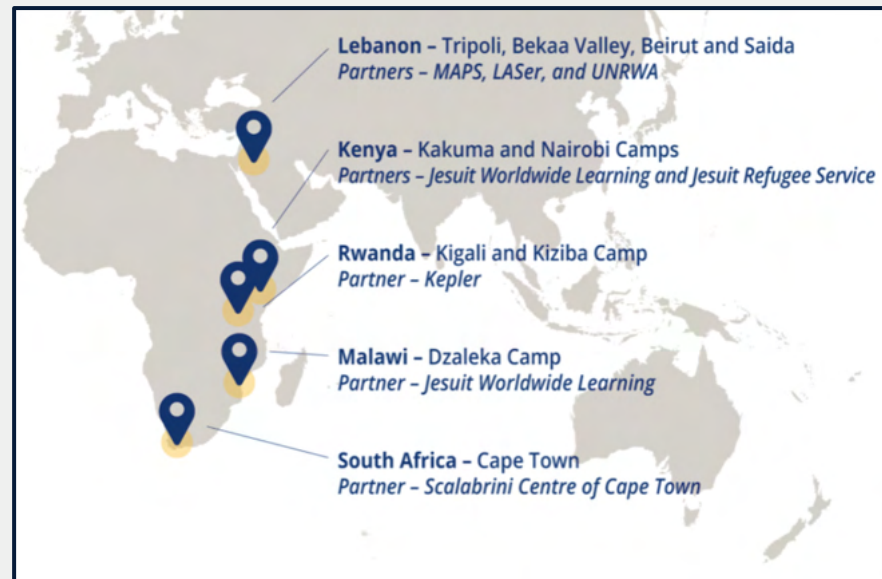 Lebanon – Tripoli, Bekaa Valley, Beirut and Saida
Partners – MAPS, LASer, and UNRWA
Kenya – Kakuma and Nairobi Camps
Partners – Jesuit Worldwide Learning and Jesuit Refugee Service
Rwanda – Kigali and Kiziba Camp
Partner – Kepler
Malawi – Dzaleka Camp
Partner – Jesuit Worldwide Learning
South Africa – Cape Town
Partner – Scalabrini Centre of Cape Town